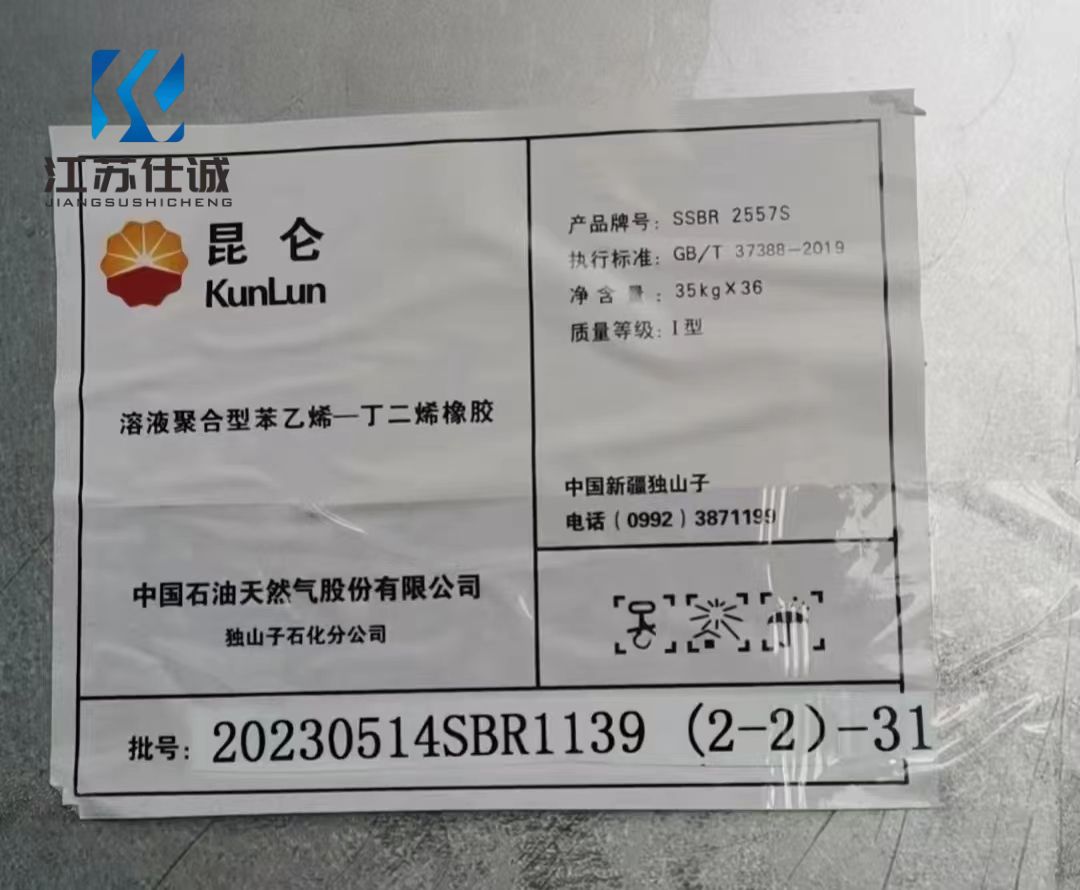 江苏仕诚
JIANGSUSHICHENG
昆仑
KunLun
溶液聚合型苯乙烯—丁二烯橡胶
中国石油天然气股份有限公司
独山子石化分公司
产品牌号：SSBR 2557S
执行标准：GB/T 37388-2019
净含量：35kg×36
质量等级：I型
中国新疆独山子
电话（0992）3871199
批号：20230514SBR1139 (2-2)-31